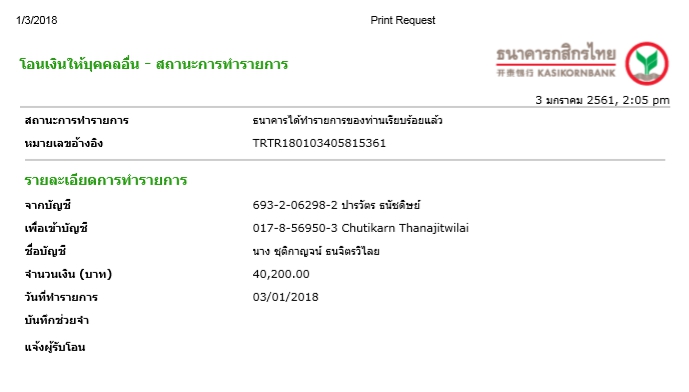 1/3/2018 Print Request
ธนาคารกสิกรไทย
开泰银行 KASIKORNBANK
โอนเงินให้บุคคลอื่น - สถานะการทำรายการ
3 มกราคม 2561, 2:05 pm
สถานะการทำรายการ ธนาคารได้ทำรายการของท่านเรียบร้อยแล้ว
หมายเลขอ้างอิง TRTR180103405815361
รายละเอียดการทำรายการ
จากบัญชี 693-2-06298-2 ปารวัตร ธนัชดิษย์
เพื่อเข้าบัญชี 017-8-56950-3 Chutikarn Thanajitwilai
ชื่อบัญชี นาง ชุติกาญจน์ ธนจิตรวิไลย
จำนวนเงิน (บาท) 40,200.00
วันที่ทำรายการ 03/01/2018
บันทึกช่วยจำ
แจ้งผู้รับโอน